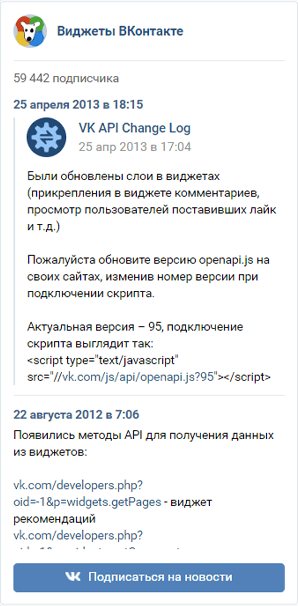 Виджеты ВКонтакте
59 442 подписчика
25 апреля 2013 в 18:15
VK API Change Log
25 апр 2013 в 17:04
Были обновлены слои в виджетах
(прикрепления в виджете комментариев,
просмотр пользователей поставивших лайк
и т.д.)
Пожалуйста обновите версию openapi.js на
своих сайтах, изменив номер версии при
подключении скрипта.
Актуальная версия – 95, подключение
скрипта выглядит так:
<script type="text/javascript"
src="//vk.com/js/api/openapi.js?95"></script>
22 августа 2012 в 7:06
Появились методы API для получения данных
из виджетов:
vk.com/developers.php?
oid=-1&p=widgets.getPages - виджет
рекомендаций
vk.com/developers.php?
Подписаться на новости